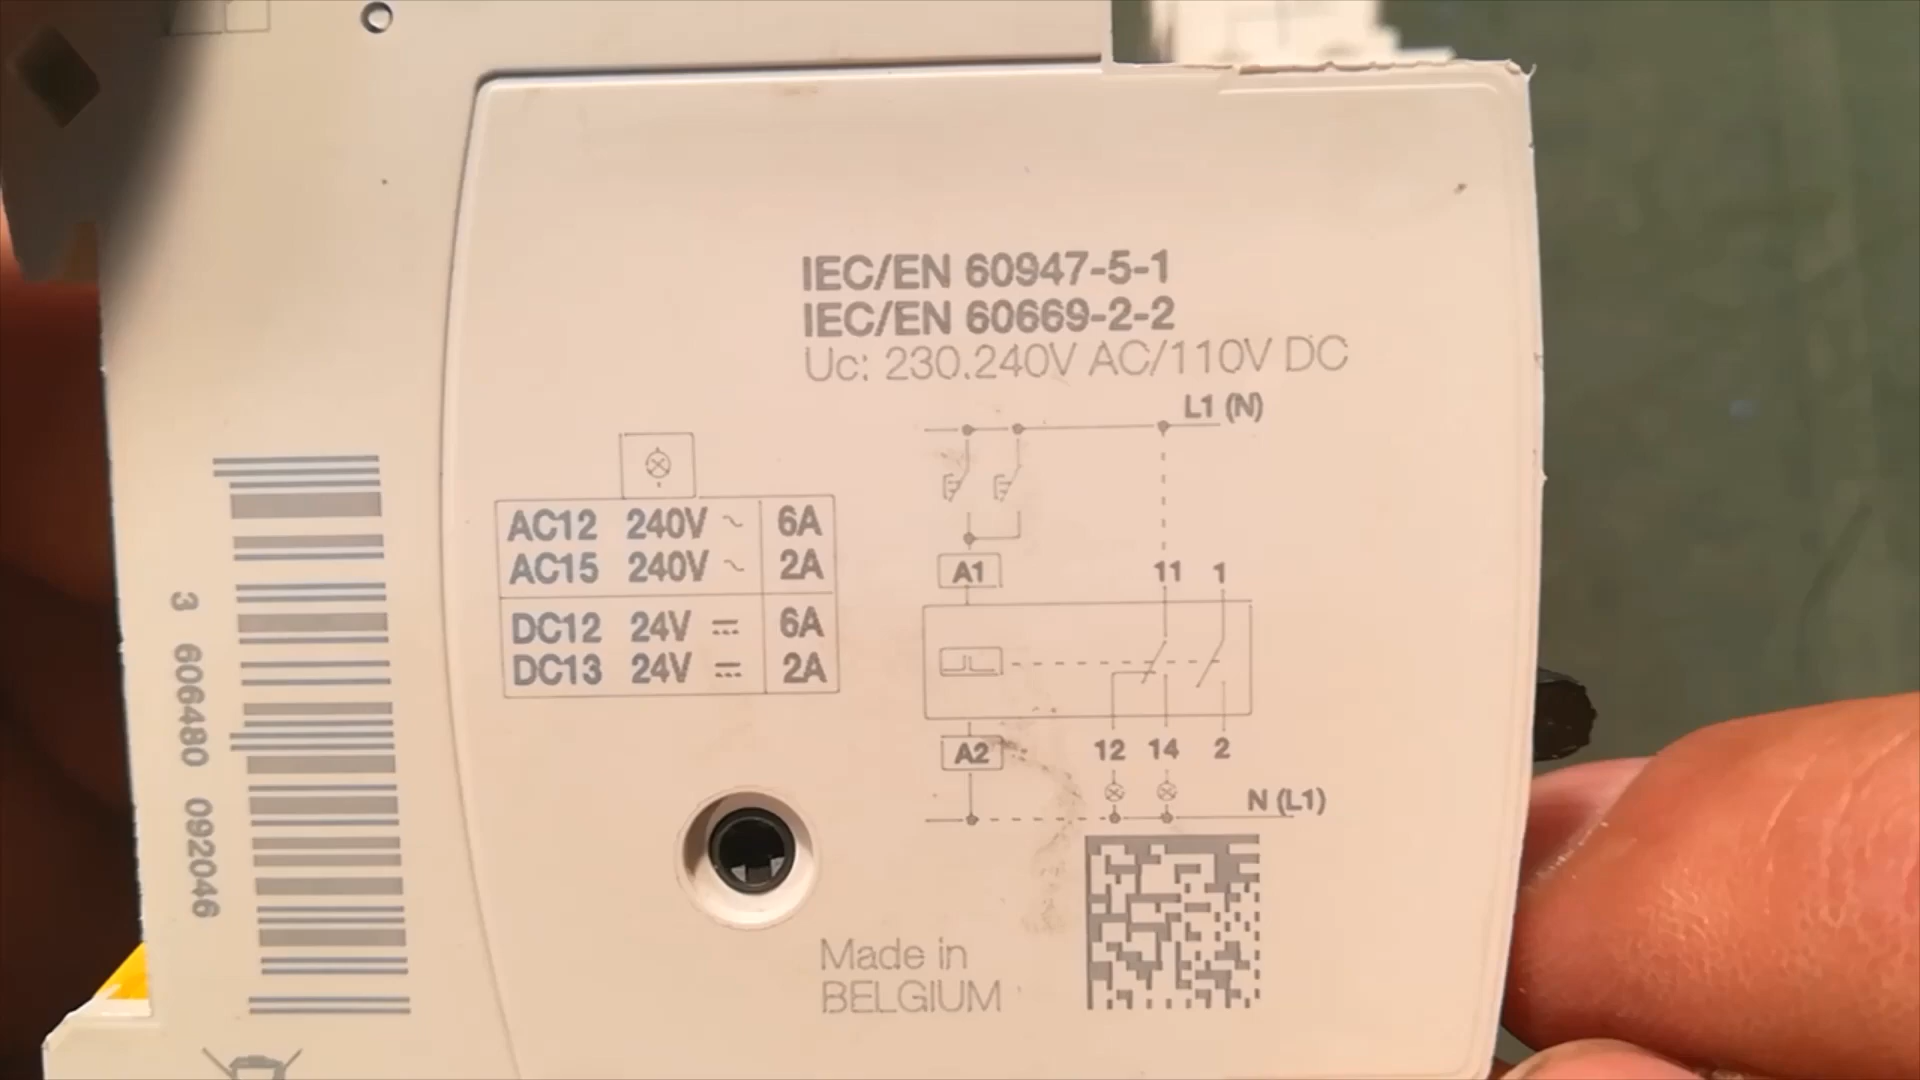 IEC/EN 60947-5-1
IEC/EN 60669-2-2
Uc: 230.240V AC/110V DC
L1 (N)
AC12 240V ~ 6A
AC15 240V ~ 2A
DC12 24V ⎓ 6A
DC13 24V ⎓ 2A
A1
11 1
A2
12 14 2
N (L1)
Made in
BELGIUM
3 606480 092046